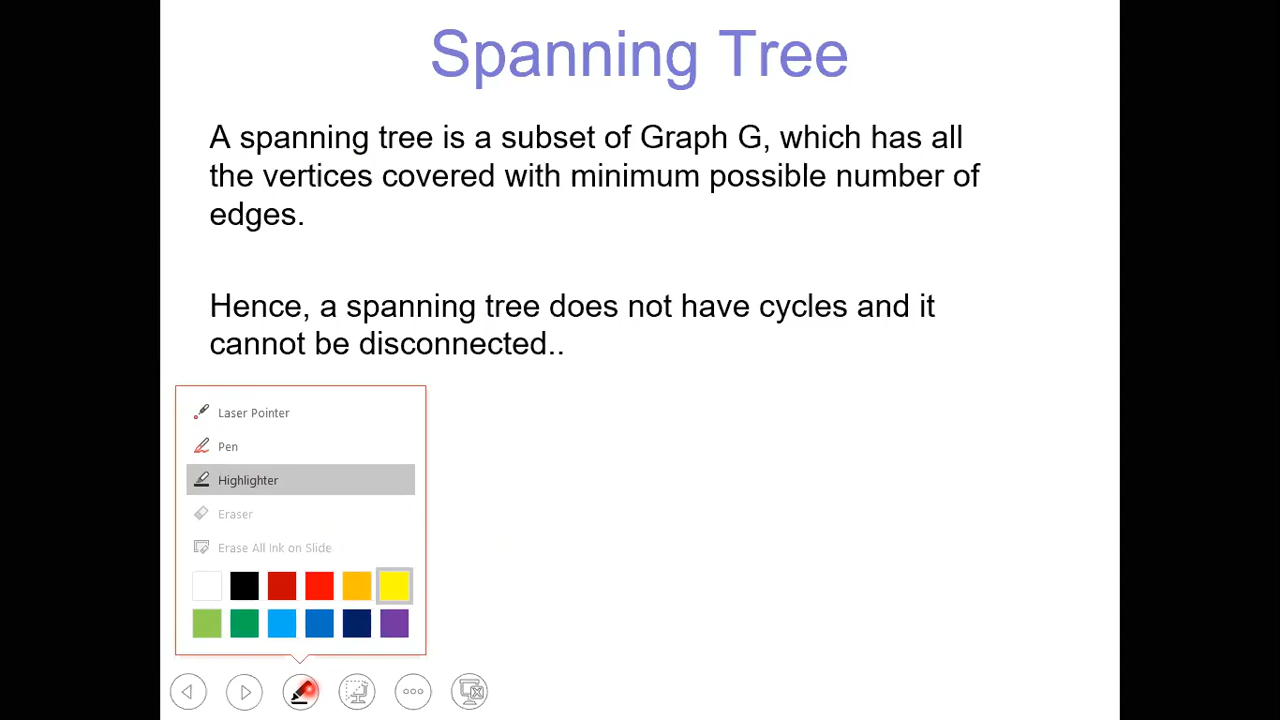 Spanning Tree
A spanning tree is a subset of Graph G, which has all
the vertices covered with minimum possible number of
edges.
Hence, a spanning tree does not have cycles and it
cannot be disconnected..
Laser Pointer
Pen
Highlighter
Eraser
Erase All Ink on Slide